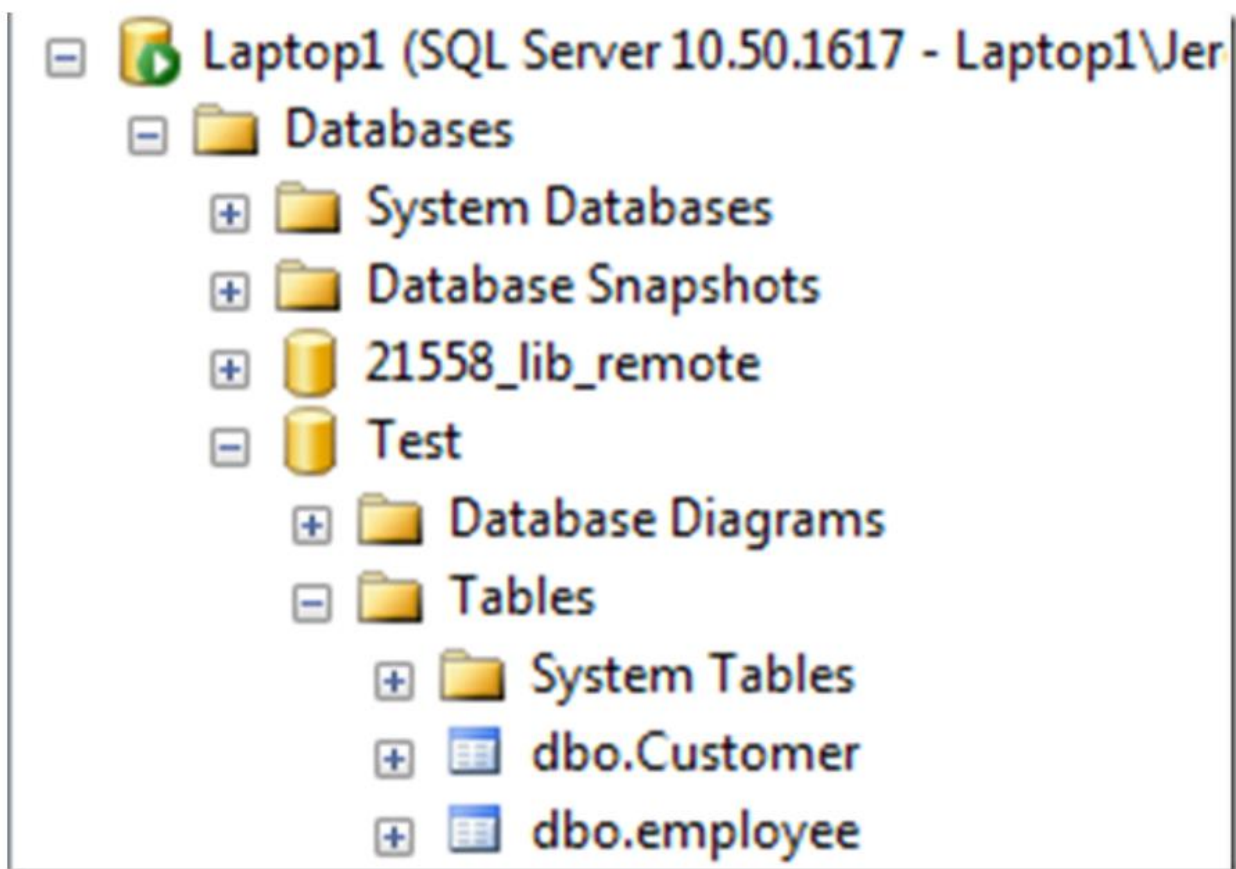 Laptop1 (SQL Server 10.50.1617 - Laptop1\Jer
Databases
System Databases
Database Snapshots
21558_lib_remote
Test
Database Diagrams
Tables
System Tables
dbo.Customer
dbo.employee